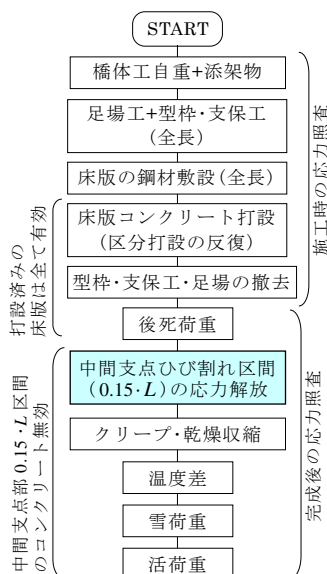 START
橋体工自重+添架物
足場工+型枠・支保工
(全長)
床版の鋼材敷設(全長)
床版コンクリート打設
(区分打設の反復)
型枠・支保工・足場の撤去
後死荷重
中間支点ひび割れ区間
(0.15・L)の応力解放
クリープ・乾燥収縮
温度差
雪荷重
活荷重
打設済みの
床版は全て有効
中間支点部 0.15・L 区間
のコンクリート無効
施工時の応力照査
完成後の応力照査